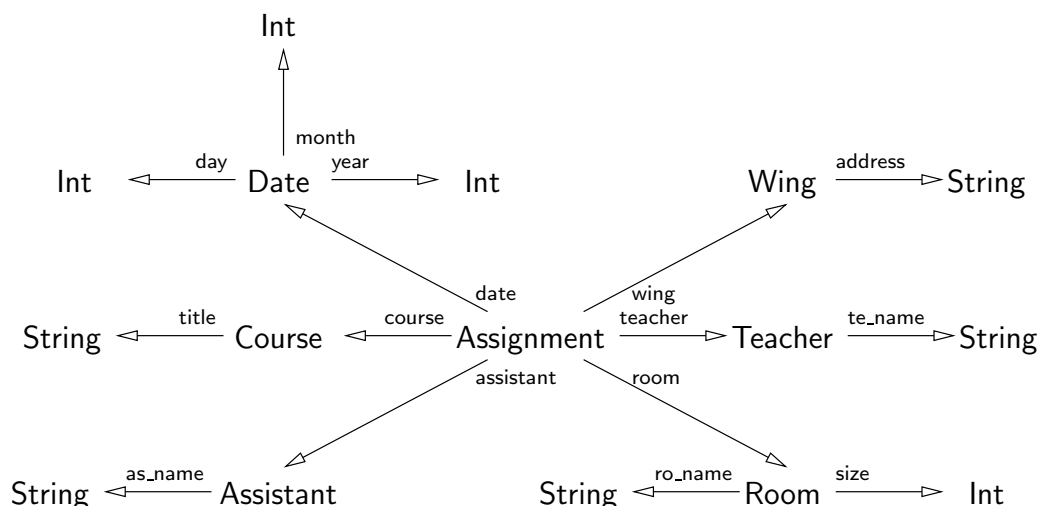 Int
month
day year address
Int Date Int Wing String
date wing
title course teacher te_name
String Course Assignment Teacher String
assistant room
as_name ro_name size
String Assistant String Room Int